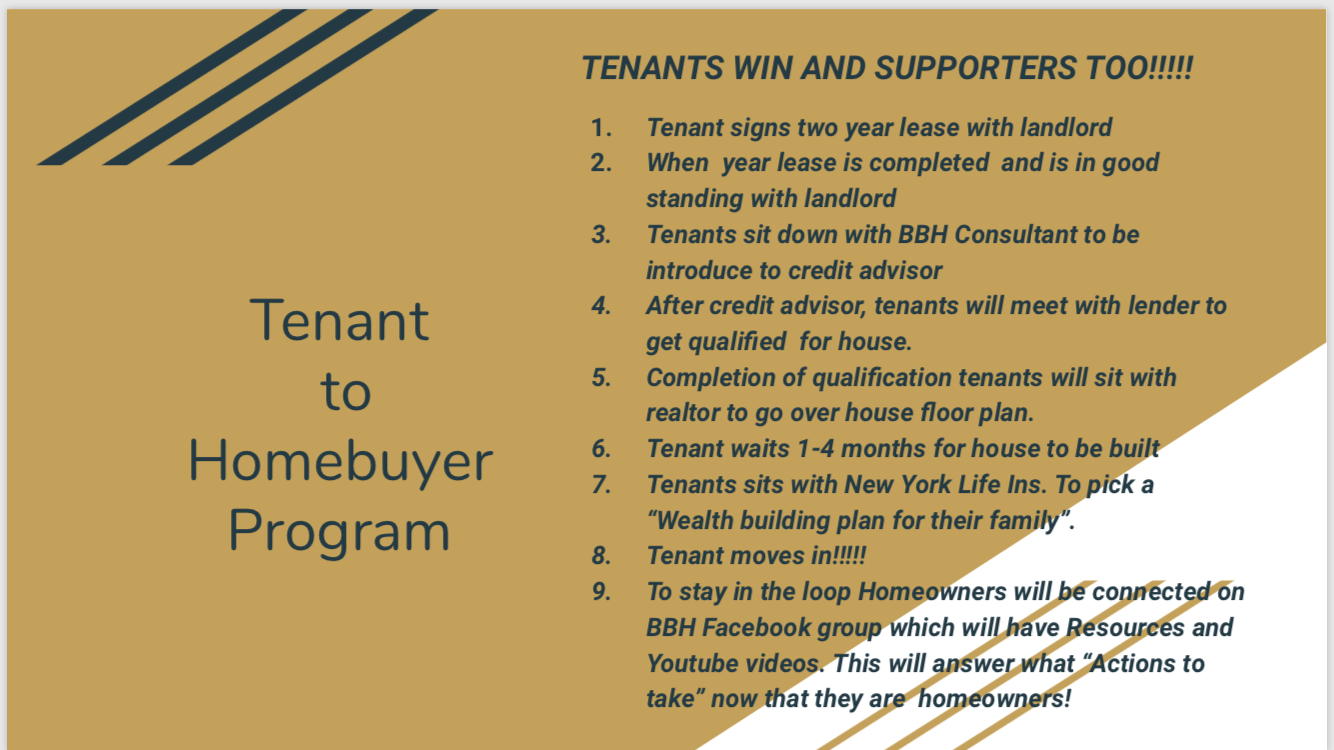 Tenant
to
Homebuyer
Program
TENANTS WIN AND SUPPORTERS TOO!!!!!
1. Tenant signs two year lease with landlord
2. When  year lease is completed  and is in good
standing with landlord
3. Tenants sit down with BBH Consultant to be
introduce to credit advisor
4. After credit advisor, tenants will meet with lender to
get qualified  for house.
5. Completion of qualification tenants will sit with
realtor to go over house floor plan.
6. Tenant waits 1-4 months for house to be built
7. Tenants sits with New York Life Ins. To pick a
“Wealth building plan for their family”.
8. Tenant moves in!!!!!
9. To stay in the loop Homeowners will be connected on
BBH Facebook group which will have Resources and
Youtube videos. This will answer what “Actions to
take” now that they are  homeowners!